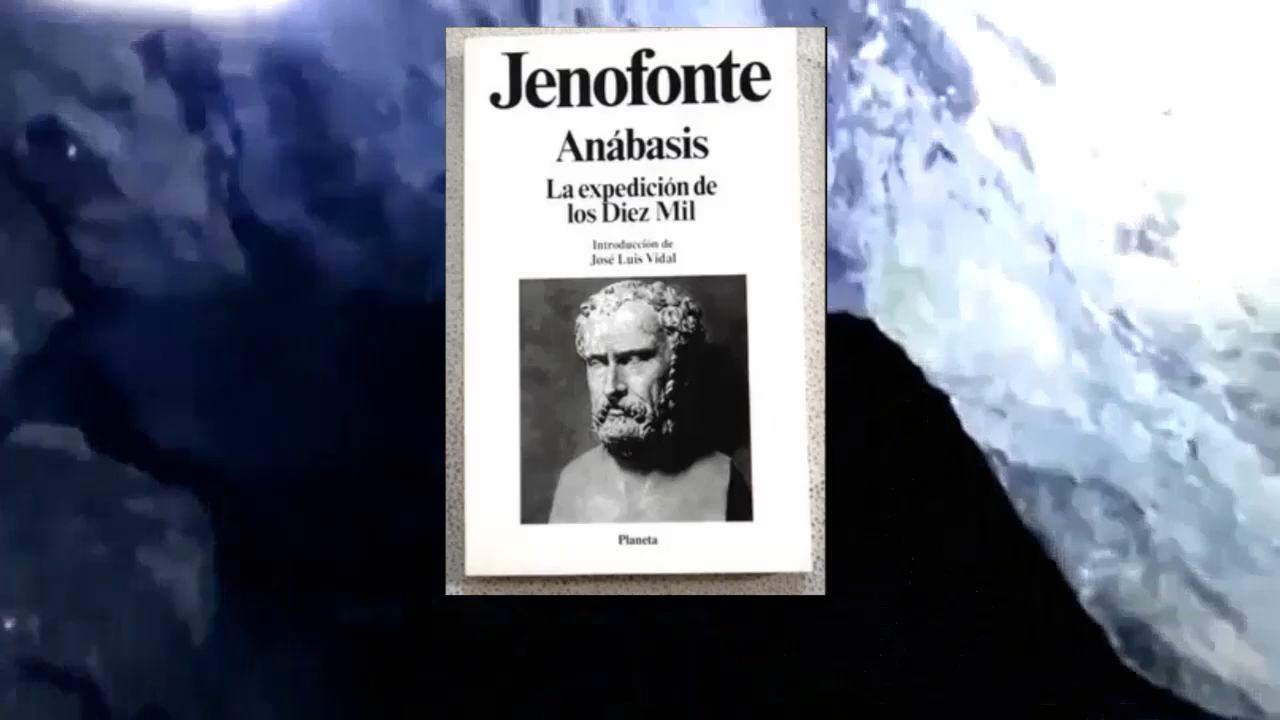 Jenofonte
Anábasis
La expedición de
los Diez Mil
Introducción de
José Luis Vidal
Planeta